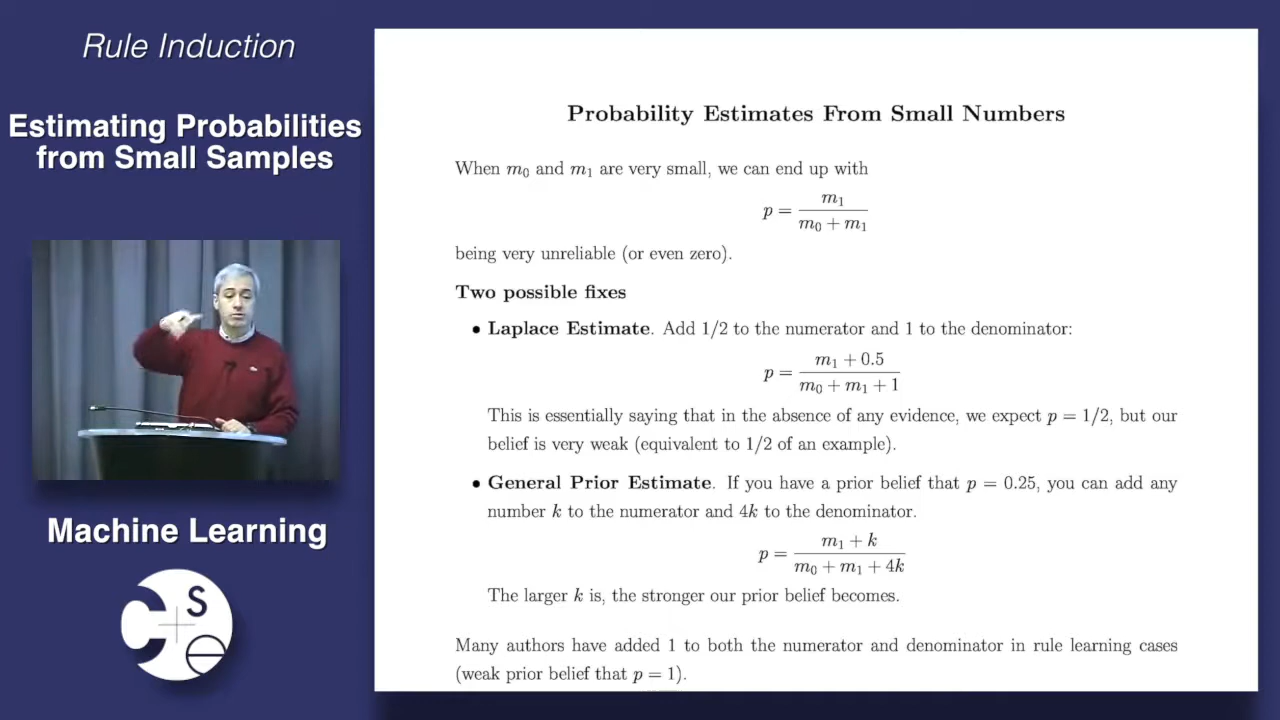 Rule Induction
Estimating Probabilities
from Small Samples
Machine Learning
C S e
Probability Estimates From Small Numbers
When m₀ and m₁ are very small, we can end up with
p = m₁ / (m₀ + m₁)
being very unreliable (or even zero).
Two possible fixes
• Laplace Estimate. Add 1/2 to the numerator and 1 to the denominator:
p = (m₁ + 0.5) / (m₀ + m₁ + 1)
This is essentially saying that in the absence of any evidence, we expect p = 1/2, but our
belief is very weak (equivalent to 1/2 of an example).
• General Prior Estimate. If you have a prior belief that p = 0.25, you can add any
number k to the numerator and 4k to the denominator.
p = (m₁ + k) / (m₀ + m₁ + 4k)
The larger k is, the stronger our prior belief becomes.
Many authors have added 1 to both the numerator and denominator in rule learning cases
(weak prior belief that p = 1).